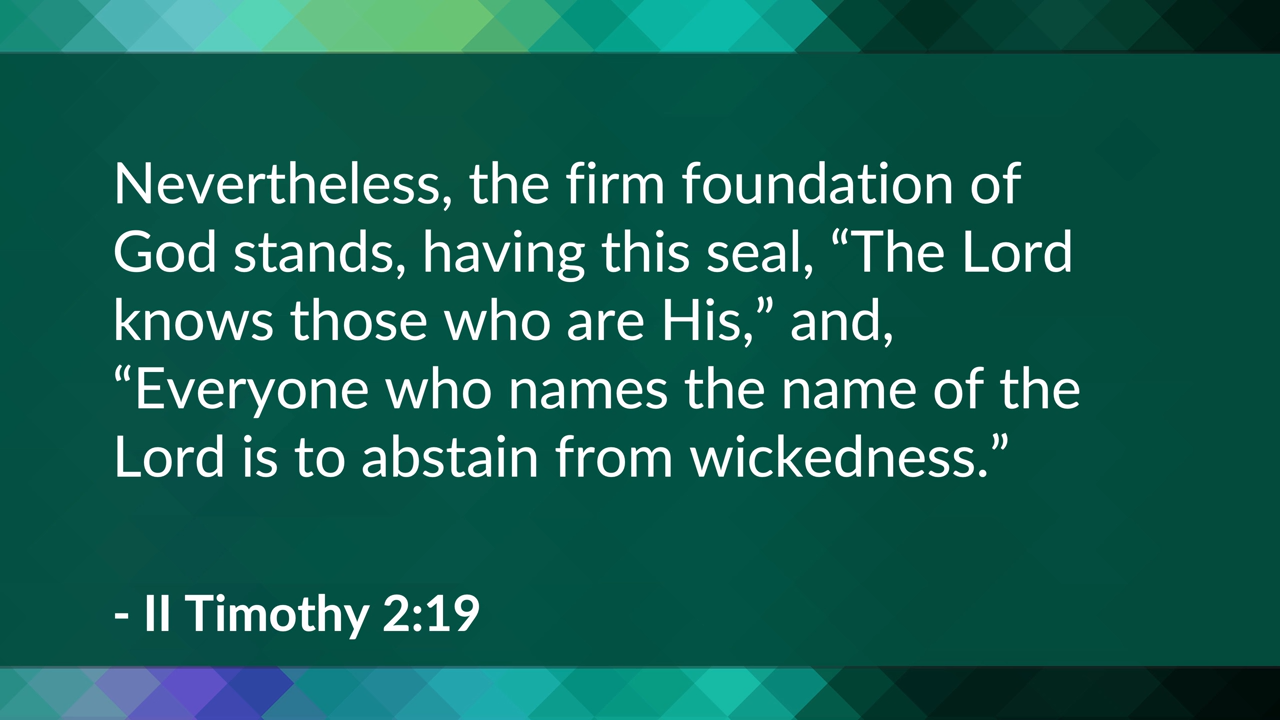 Nevertheless, the firm foundation of
God stands, having this seal, “The Lord
knows those who are His,” and,
“Everyone who names the name of the
Lord is to abstain from wickedness.”
- II Timothy 2:19